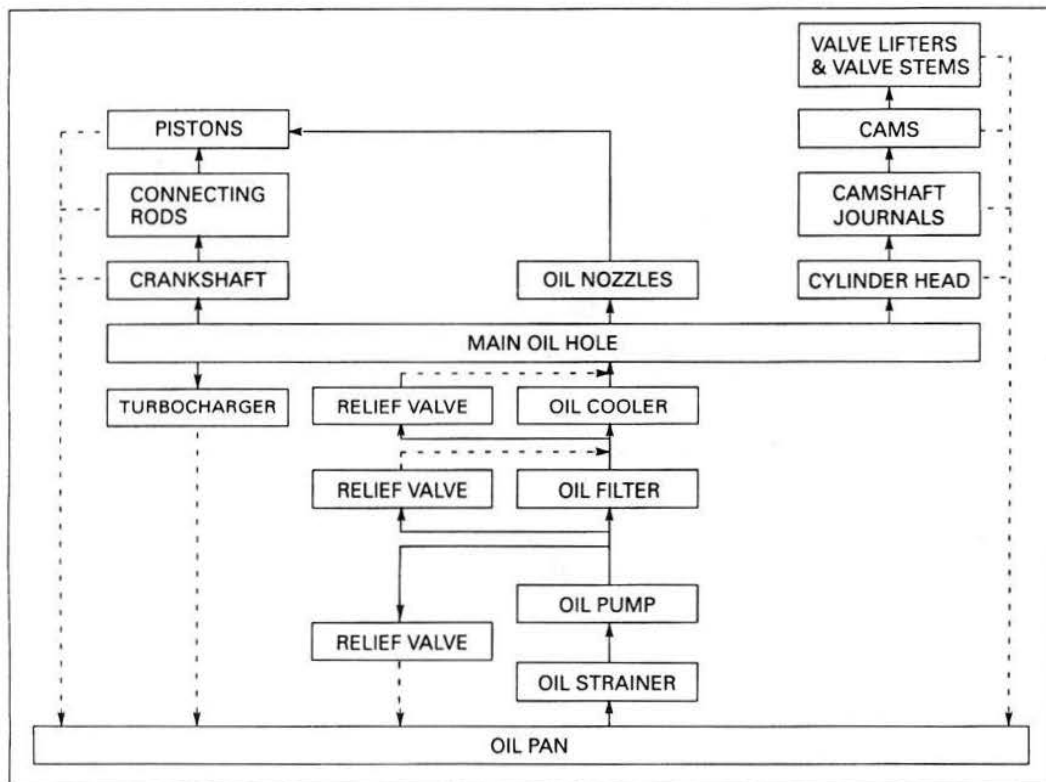 VALVE LIFTERS
& VALVE STEMS
PISTONS
CAMS
CONNECTING
RODS
CAMSHAFT
JOURNALS
CRANKSHAFT
OIL NOZZLES
CYLINDER HEAD
MAIN OIL HOLE
TURBOCHARGER
RELIEF VALVE
OIL COOLER
RELIEF VALVE
OIL FILTER
OIL PUMP
RELIEF VALVE
OIL STRAINER
OIL PAN